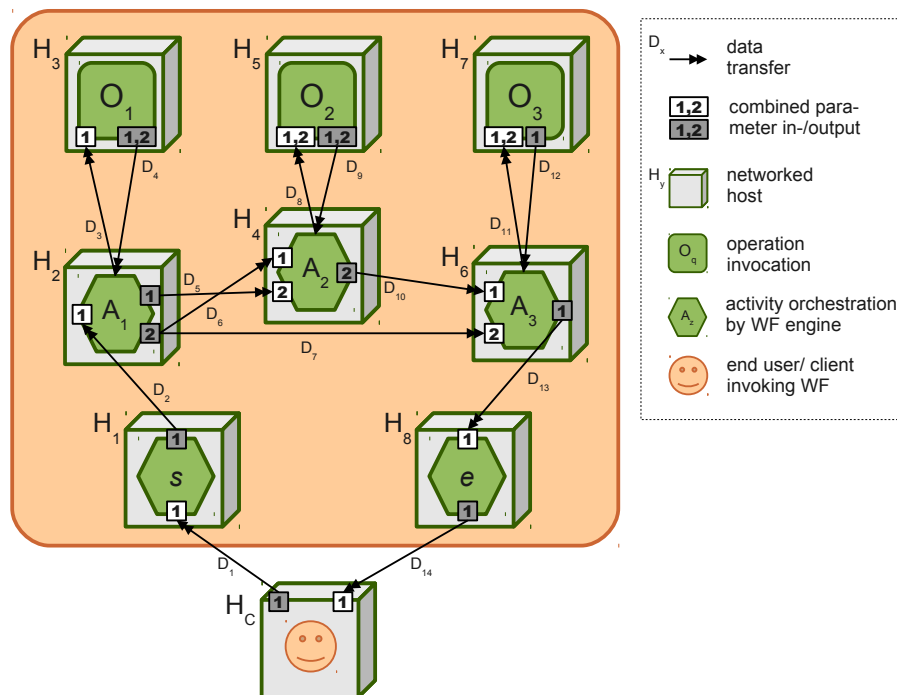 H3
O1
1
1,2
D4
D3
H5
O2
1,2
1,2
D9
D8
H7
O3
1,2
1
D12
D11
H2
A1
1
1
2
D5
D6
D7
H4
A2
1
2
2
D10
H6
A3
1
2
1
D13
D2
H1
1
s
1
H8
1
e
1
D1
D14
HC
1
1
Dx
data
transfer
1,2
1,2
combined para-
meter in-/output
Hy
networked
host
Oq
operation
invocation
Az
activity orchestration
by WF engine
end user/ client
invoking WF